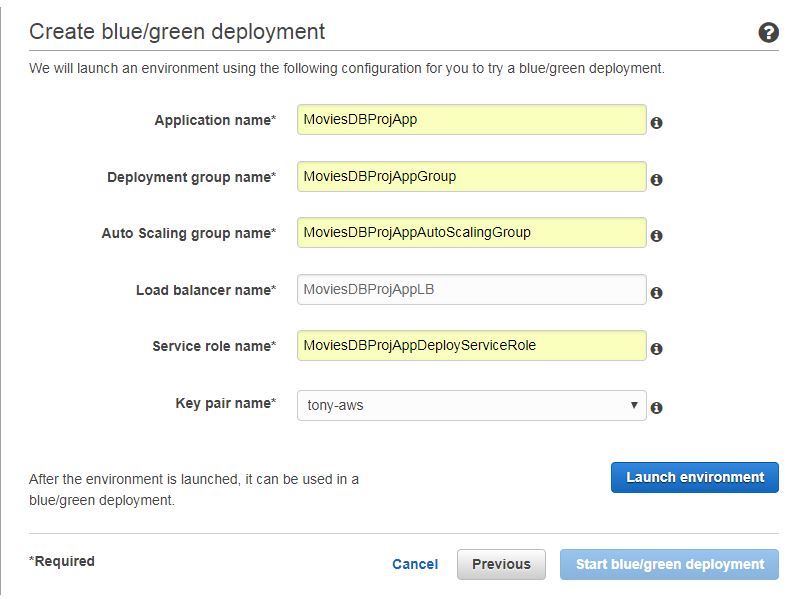 Create blue/green deployment
We will launch an environment using the following configuration for you to try a blue/green deployment.
Application name* MoviesDBProjApp
Deployment group name* MoviesDBProjAppGroup
Auto Scaling group name* MoviesDBProjAppAutoScalingGroup
Load balancer name* MoviesDBProjAppLB
Service role name* MoviesDBProjAppDeployServiceRole
Key pair name* tony-aws
After the environment is launched, it can be used in a
blue/green deployment.
Launch environment
*Required Cancel Previous Start blue/green deployment